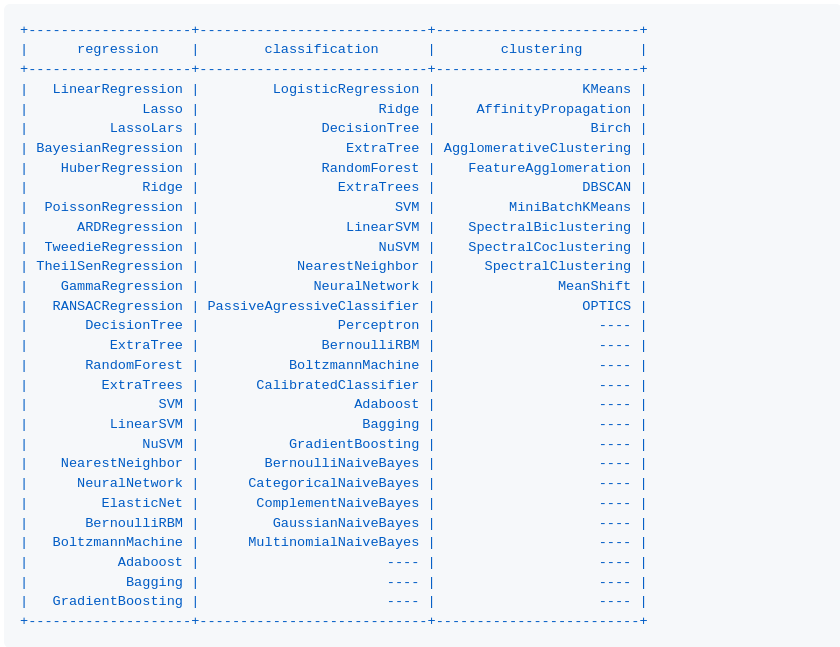 +--------------------+----------------------------+-------------------------+
|      regression    |        classification      |        clustering       |
+--------------------+----------------------------+-------------------------+
|   LinearRegression |         LogisticRegression |                  KMeans |
|              Lasso |                      Ridge |     AffinityPropagation |
|          LassoLars |               DecisionTree |                   Birch |
| BayesianRegression |                  ExtraTree | AgglomerativeClustering |
|    HuberRegression |               RandomForest |    FeatureAgglomeration |
|              Ridge |                 ExtraTrees |                  DBSCAN |
|  PoissonRegression |                        SVM |         MiniBatchKMeans |
|      ARDRegression |                  LinearSVM |    SpectralBiclustering |
|  TweedieRegression |                      NuSVM |    SpectralCoclustering |
| TheilSenRegression |            NearestNeighbor |      SpectralClustering |
|    GammaRegression |              NeuralNetwork |               MeanShift |
|   RANSACRegression | PassiveAgressiveClassifier |                  OPTICS |
|       DecisionTree |                 Perceptron |                    ---- |
|          ExtraTree |               BernoulliRBM |                    ---- |
|       RandomForest |           BoltzmannMachine |                    ---- |
|         ExtraTrees |       CalibratedClassifier |                    ---- |
|                SVM |                   Adaboost |                    ---- |
|          LinearSVM |                    Bagging |                    ---- |
|              NuSVM |           GradientBoosting |                    ---- |
|    NearestNeighbor |        BernoulliNaiveBayes |                    ---- |
|      NeuralNetwork |      CategoricalNaiveBayes |                    ---- |
|         ElasticNet |       ComplementNaiveBayes |                    ---- |
|       BernoulliRBM |         GaussianNaiveBayes |                    ---- |
|   BoltzmannMachine |      MultinomialNaiveBayes |                    ---- |
|           Adaboost |                       ---- |                    ---- |
|            Bagging |                       ---- |                    ---- |
|   GradientBoosting |                       ---- |                    ---- |
+--------------------+----------------------------+-------------------------+